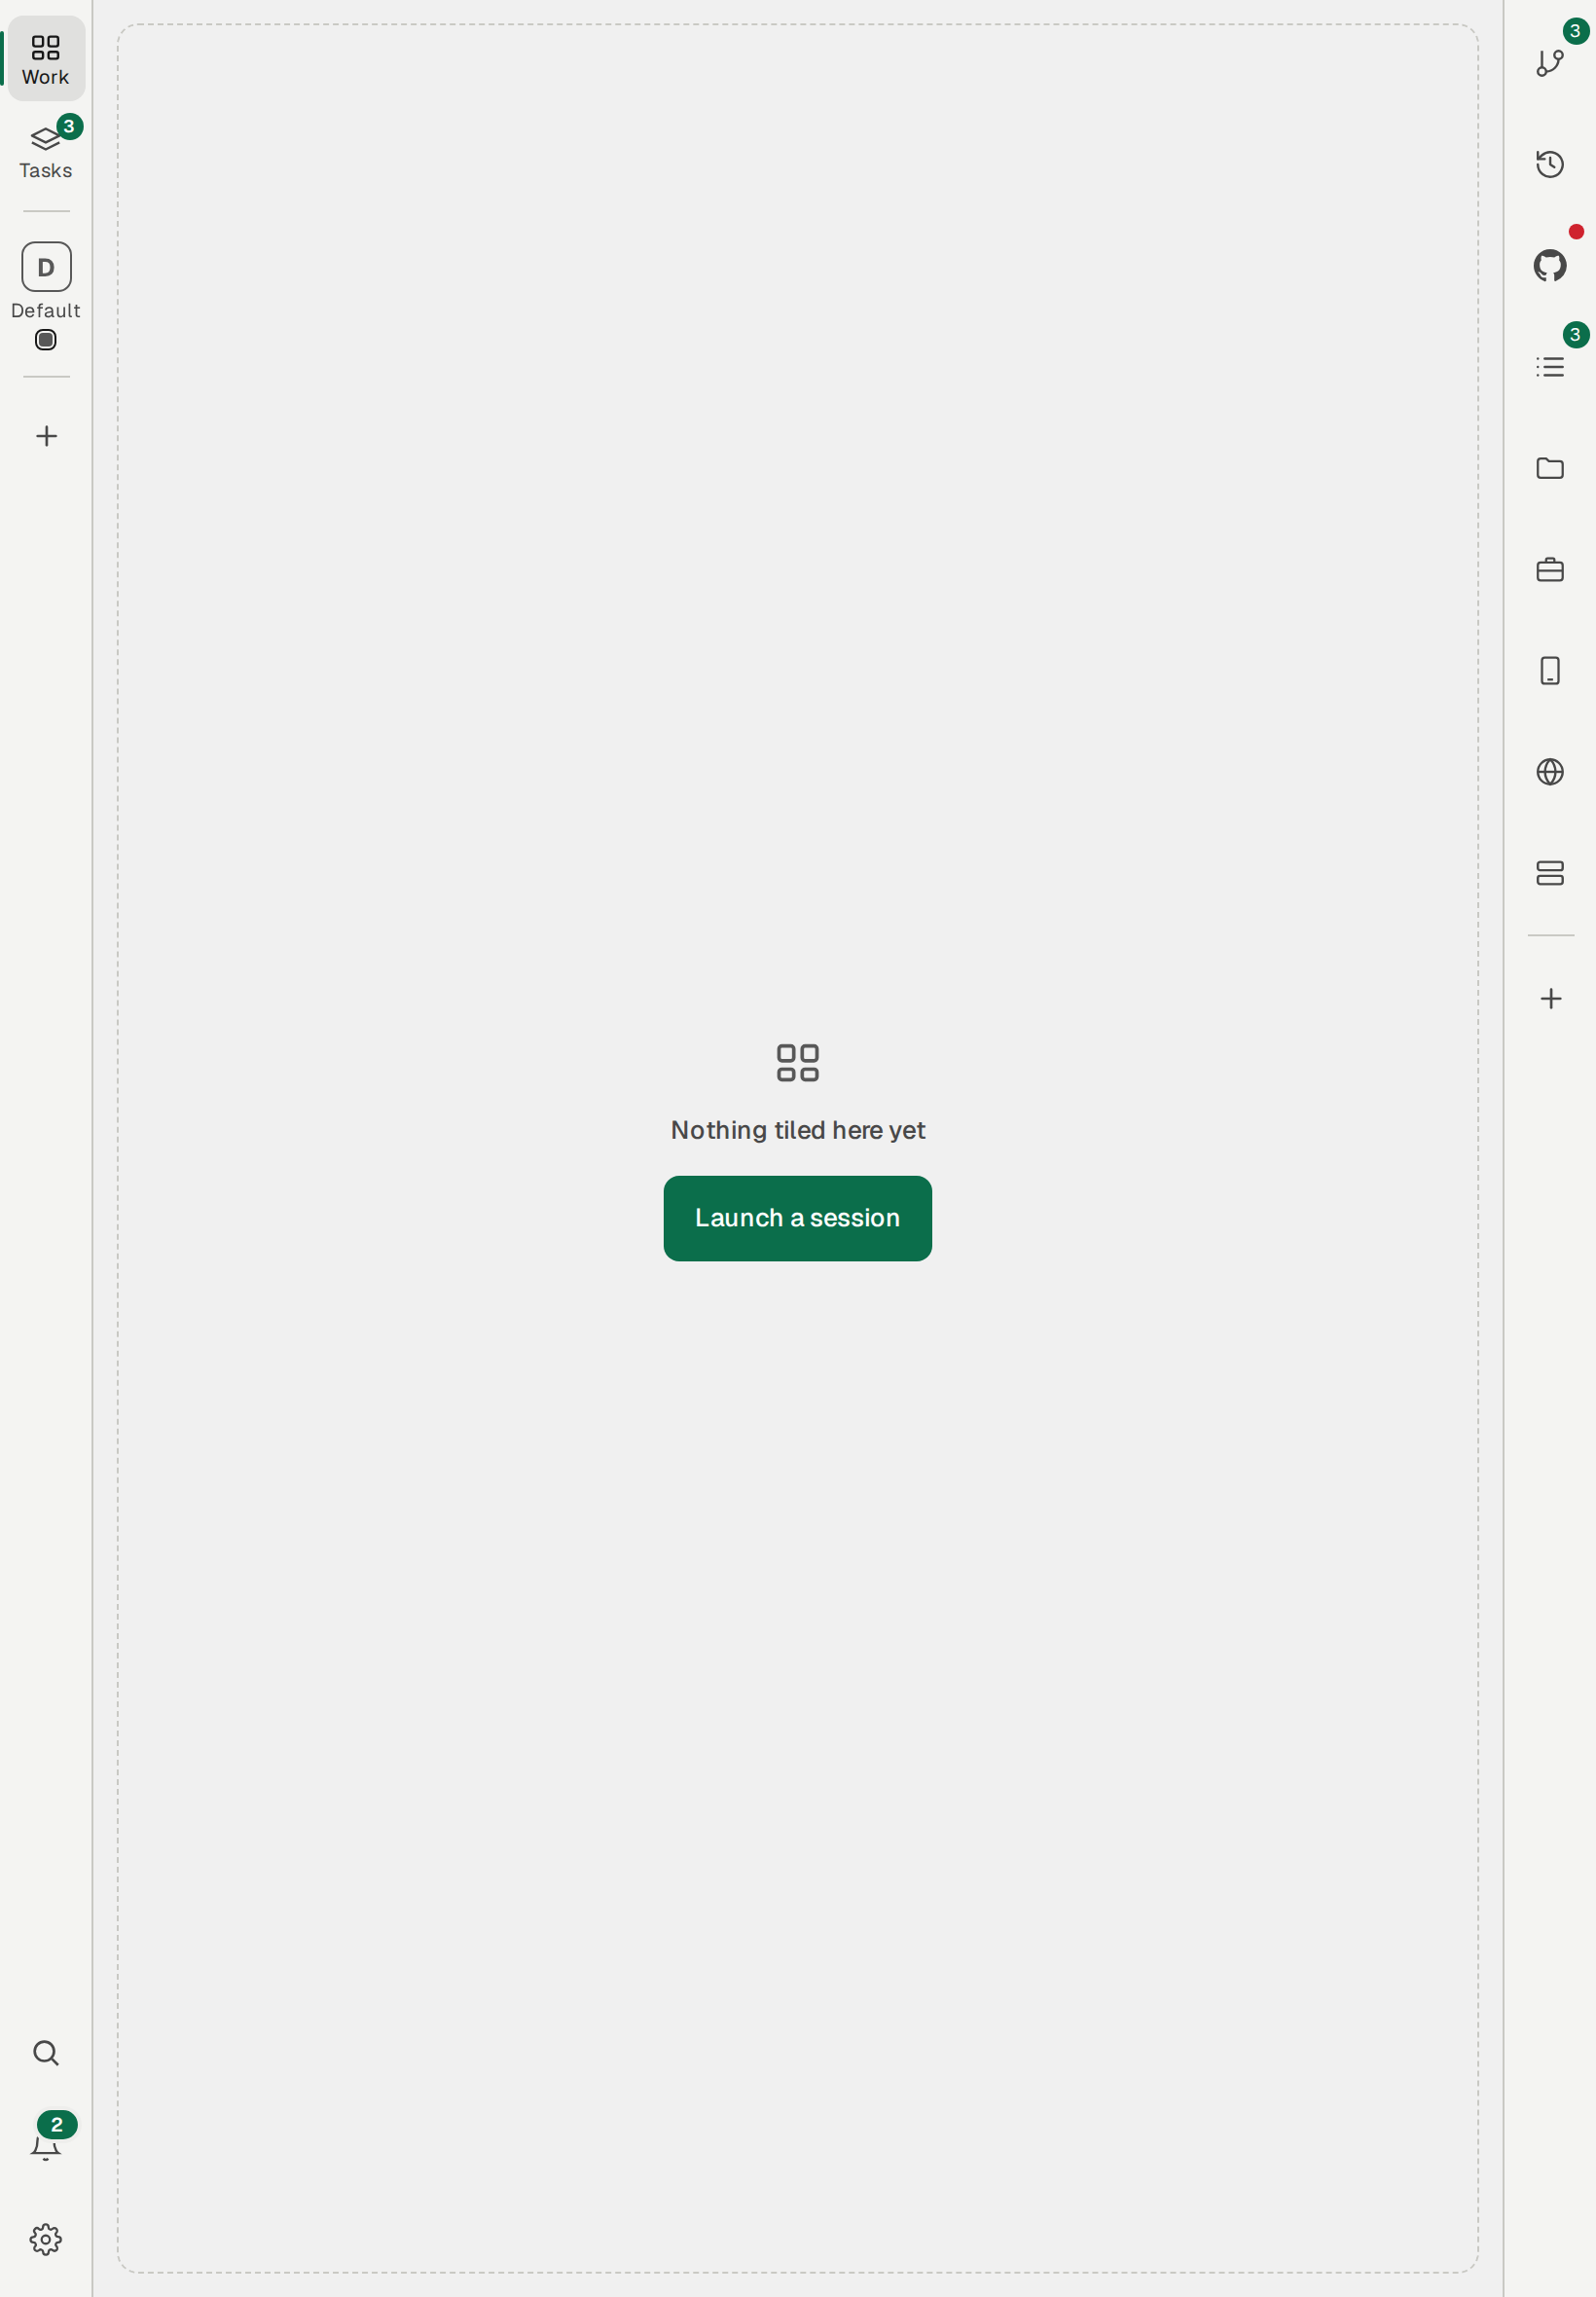 Work
3
Tasks
D
Default
Nothing tiled here yet
Launch a session
2
3
3